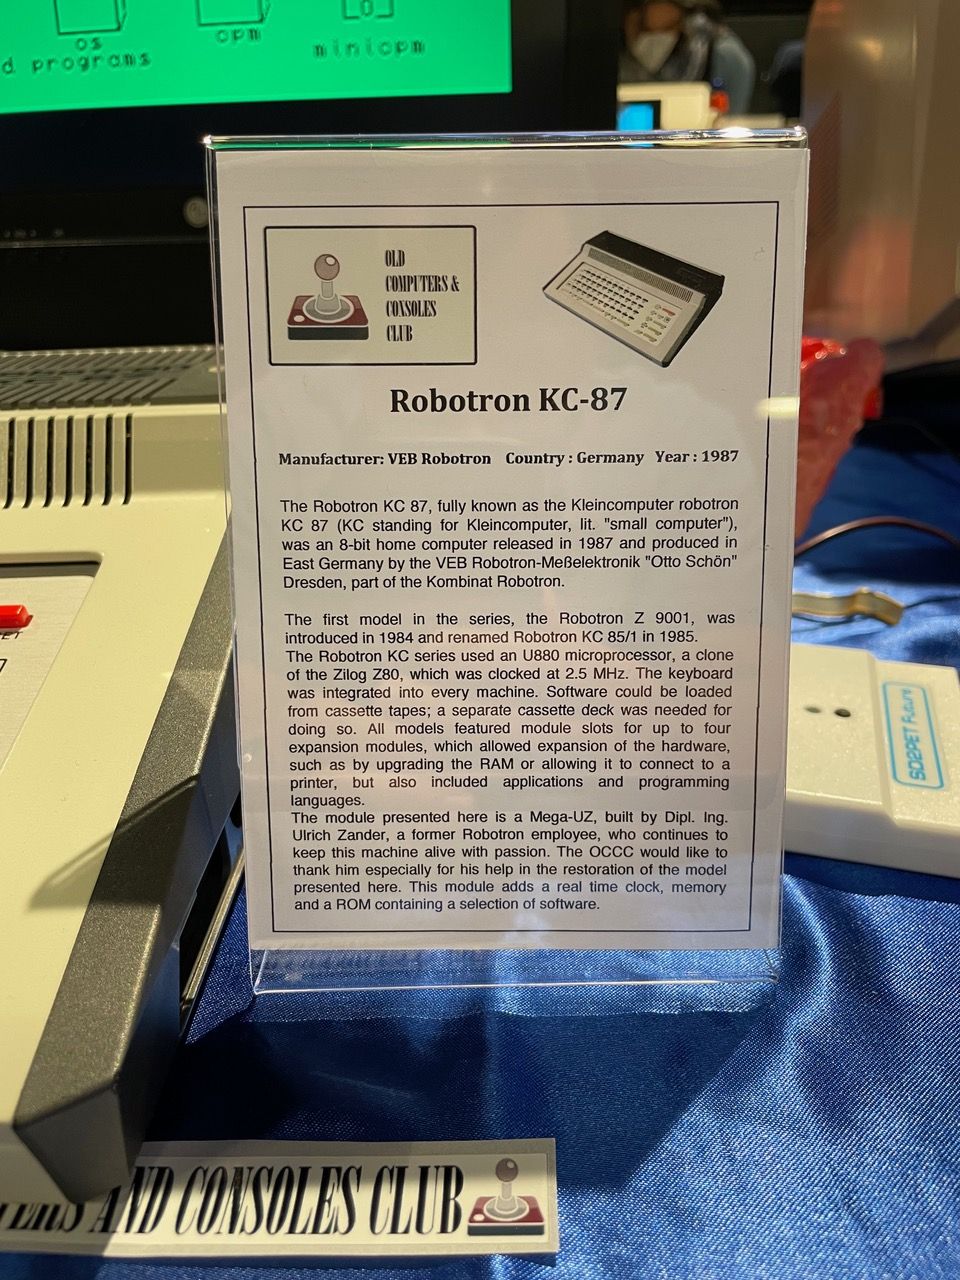 os
cpm
minicpm
d programs
OLD
COMPUTERS &
CONSOLES
CLUB
Robotron KC-87
Manufacturer: VEB Robotron Country : Germany Year : 1987
The Robotron KC 87, fully known as the Kleincomputer robotron
KC 87 (KC standing for Kleincomputer, lit. "small computer"),
was an 8-bit home computer released in 1987 and produced in
East Germany by the VEB Robotron-Meßelektronik "Otto Schön"
Dresden, part of the Kombinat Robotron.
The first model in the series, the Robotron Z 9001, was
introduced in 1984 and renamed Robotron KC 85/1 in 1985.
The Robotron KC series used an U880 microprocessor, a clone
of the Zilog Z80, which was clocked at 2.5 MHz. The keyboard
was integrated into every machine. Software could be loaded
from cassette tapes; a separate cassette deck was needed for
doing so. All models featured module slots for up to four
expansion modules, which allowed expansion of the hardware,
such as by upgrading the RAM or allowing it to connect to a
printer, but also included applications and programming
languages.
The module presented here is a Mega-UZ, built by Dipl. Ing.
Ulrich Zander, a former Robotron employee, who continues to
keep this machine alive with passion. The OCCC would like to
thank him especially for his help in the restoration of the model
presented here. This module adds a real time clock, memory
and a ROM containing a selection of software.
SD2PET Future
AND CONSOLES CLUB